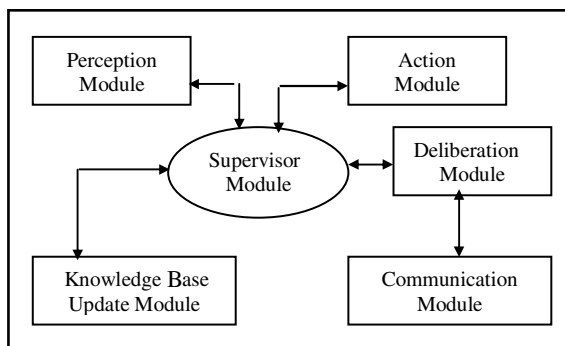 Perception
Module
Action
Module
Supervisor
Module
Deliberation
Module
Knowledge Base
Update Module
Communication
Module